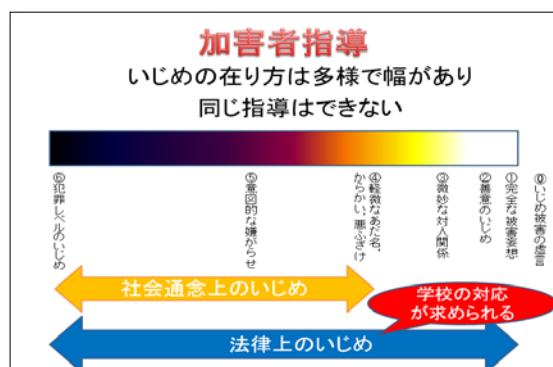 加害者指導
いじめの在り方は多様で幅があり
同じ指導はできない
⑥犯罪レベルのいじめ
⑤意図的な嫌がらせ
④軽微なあだ名、
からかい、悪ふざけ
③微妙な対人関係
②善意のいじめ
①完全な被害妄想
⓪いじめ被害の虚言
社会通念上のいじめ
学校の対応
が求められる
法律上のいじめ